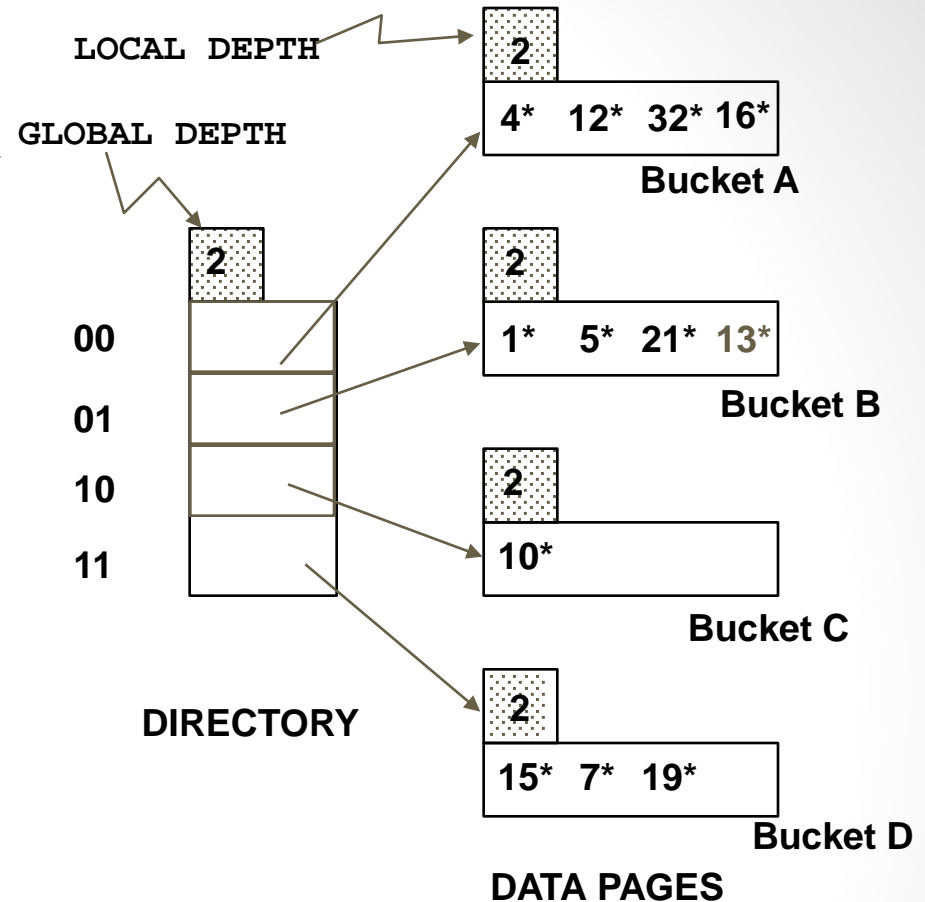 LOCAL DEPTH
GLOBAL DEPTH
2
4* 12* 32* 16*
Bucket A
2
00
01
10
11
DIRECTORY
2
1* 5* 21* 13*
Bucket B
2
10*
Bucket C
2
15* 7* 19*
Bucket D
DATA PAGES